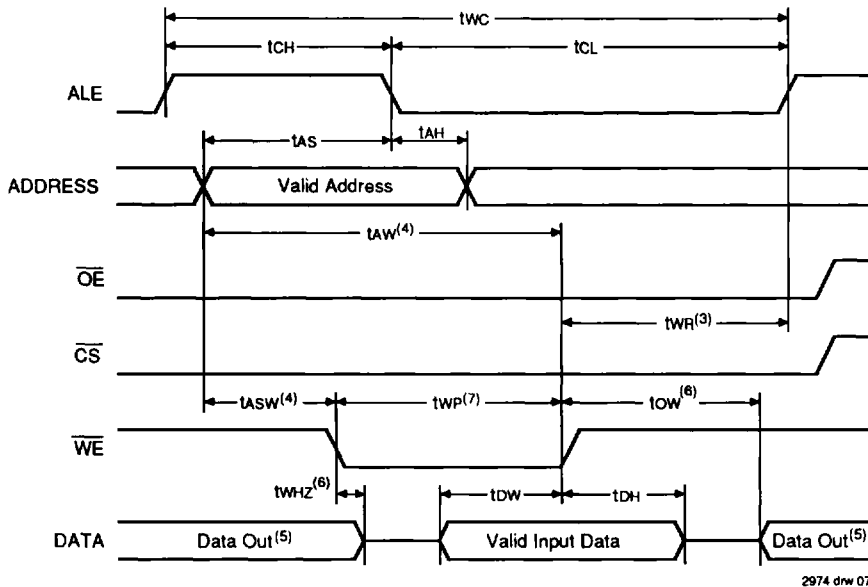 tWC
tCH tCL
ALE
tAS tAH
ADDRESS Valid Address
tAW(4)
OE
tWR(3)
CS
tASW(4) tWP(7) tOW(6)
WE
tWHZ(6) tDW tDH
DATA Data Out(5) Valid Input Data Data Out(5)
2974 drw 07